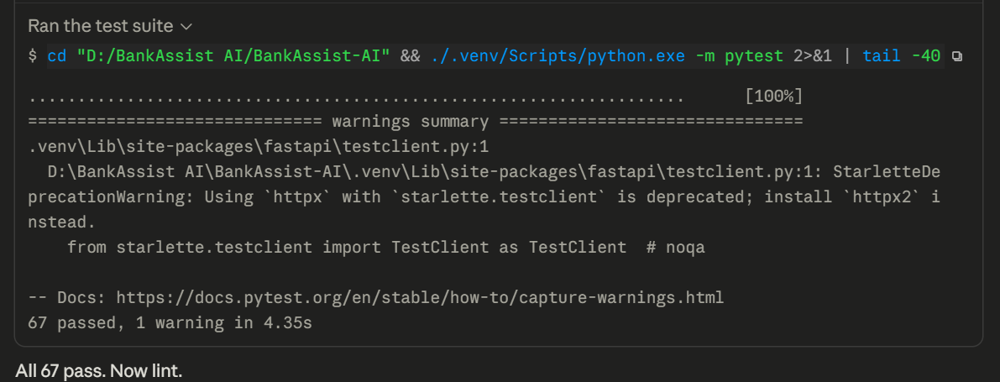 Ran the test suite
$ cd "D:/BankAssist AI/BankAssist-AI" && ./.venv/Scripts/python.exe -m pytest 2>&1 | tail -40
................................................................... [100%]
============================== warnings summary ===============================
.venv\Lib\site-packages\fastapi\testclient.py:1
  D:\BankAssist AI\BankAssist-AI\.venv\Lib\site-packages\fastapi\testclient.py:1: StarletteDe
precationWarning: Using `httpx` with `starlette.testclient` is deprecated; install `httpx2` i
nstead.
    from starlette.testclient import TestClient as TestClient  # noqa
-- Docs: https://docs.pytest.org/en/stable/how-to/capture-warnings.html
67 passed, 1 warning in 4.35s
All 67 pass. Now lint.